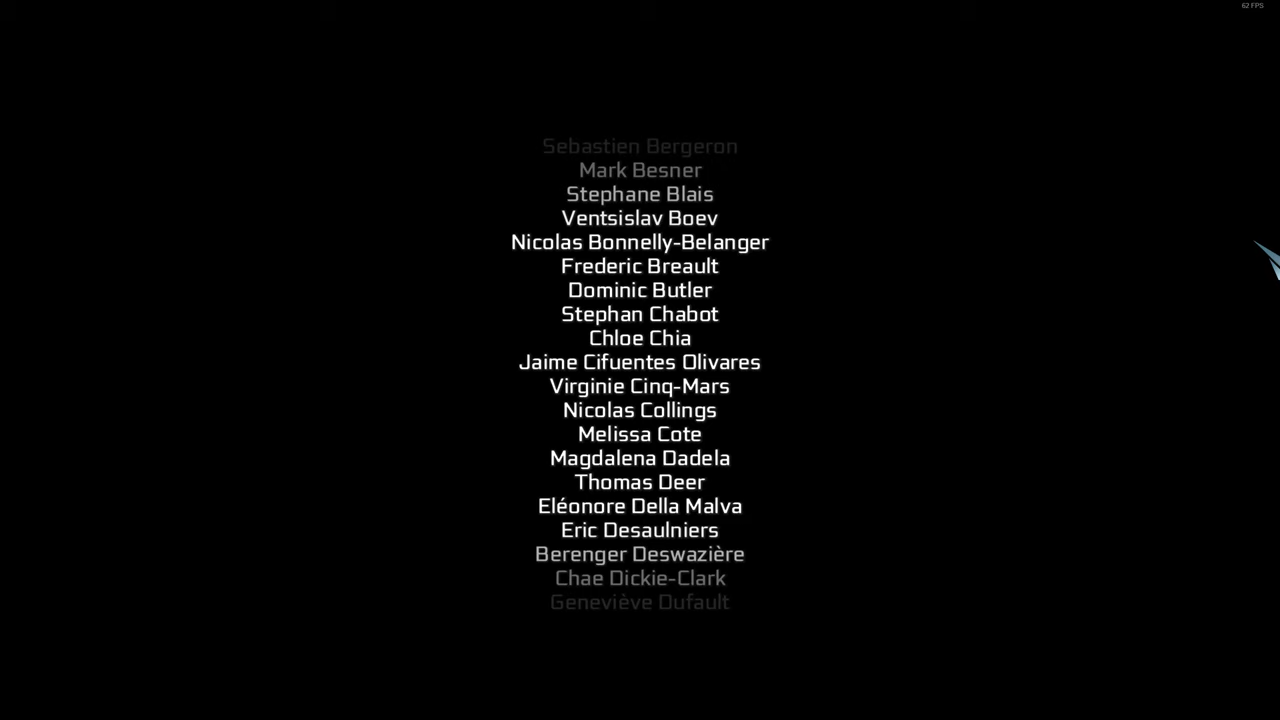 62 FPS
Sebastien Bergeron
Mark Besner
Stephane Blais
Ventsislav Boev
Nicolas Bonnelly-Belanger
Frederic Breault
Dominic Butler
Stephan Chabot
Chloe Chia
Jaime Cifuentes Olivares
Virginie Cinq-Mars
Nicolas Collings
Melissa Cote
Magdalena Dadela
Thomas Deer
Eléonore Della Malva
Eric Desaulniers
Berenger Deswazière
Chae Dickie-Clark
Geneviève Dufault